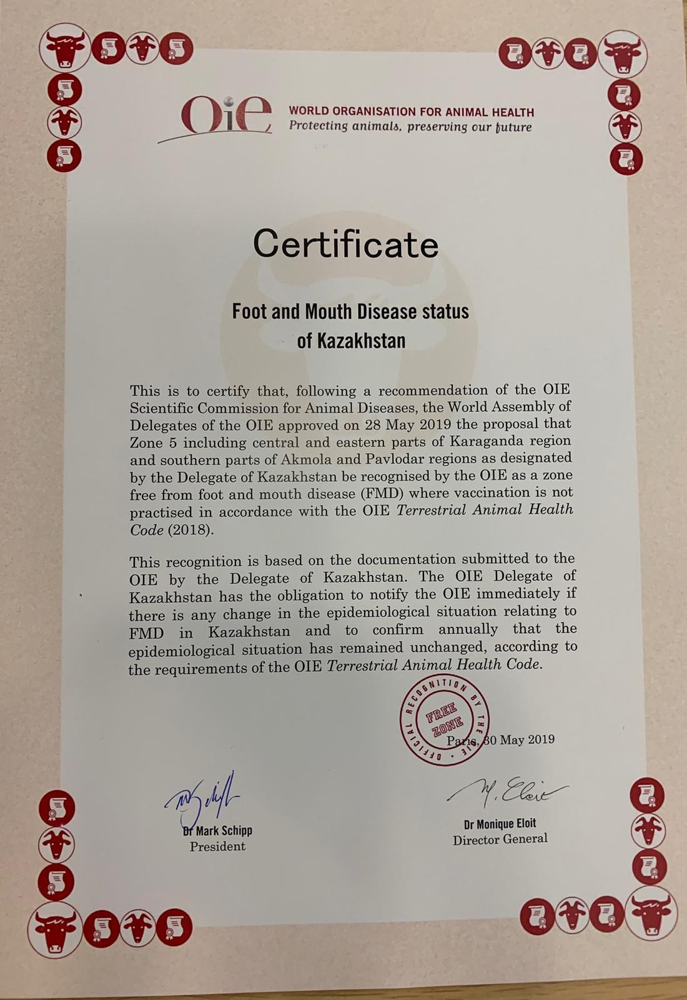 OiE
WORLD ORGANISATION FOR ANIMAL HEALTH
Protecting animals, preserving our future
Certificate
Foot and Mouth Disease status
of Kazakhstan
This is to certify that, following a recommendation of the OIE
Scientific Commission for Animal Diseases, the World Assembly of
Delegates of the OIE approved on 28 May 2019 the proposal that
Zone 5 including central and eastern parts of Karaganda region
and southern parts of Akmola and Pavlodar regions as designated
by the Delegate of Kazakhstan be recognised by the OIE as a zone
free from foot and mouth disease (FMD) where vaccination is not
practised in accordance with the OIE Terrestrial Animal Health
Code (2018).
This recognition is based on the documentation submitted to the
OIE by the Delegate of Kazakhstan. The OIE Delegate of
Kazakhstan has the obligation to notify the OIE immediately if
there is any change in the epidemiological situation relating to
FMD in Kazakhstan and to confirm annually that the
epidemiological situation has remained unchanged, according to
the requirements of the OIE Terrestrial Animal Health Code.
OFFICIAL RECOGNITION BY THE OIE
FREE
ZONE
Paris, 30 May 2019
M. Eloit
Dr Mark Schipp
President
Dr Monique Eloit
Director General